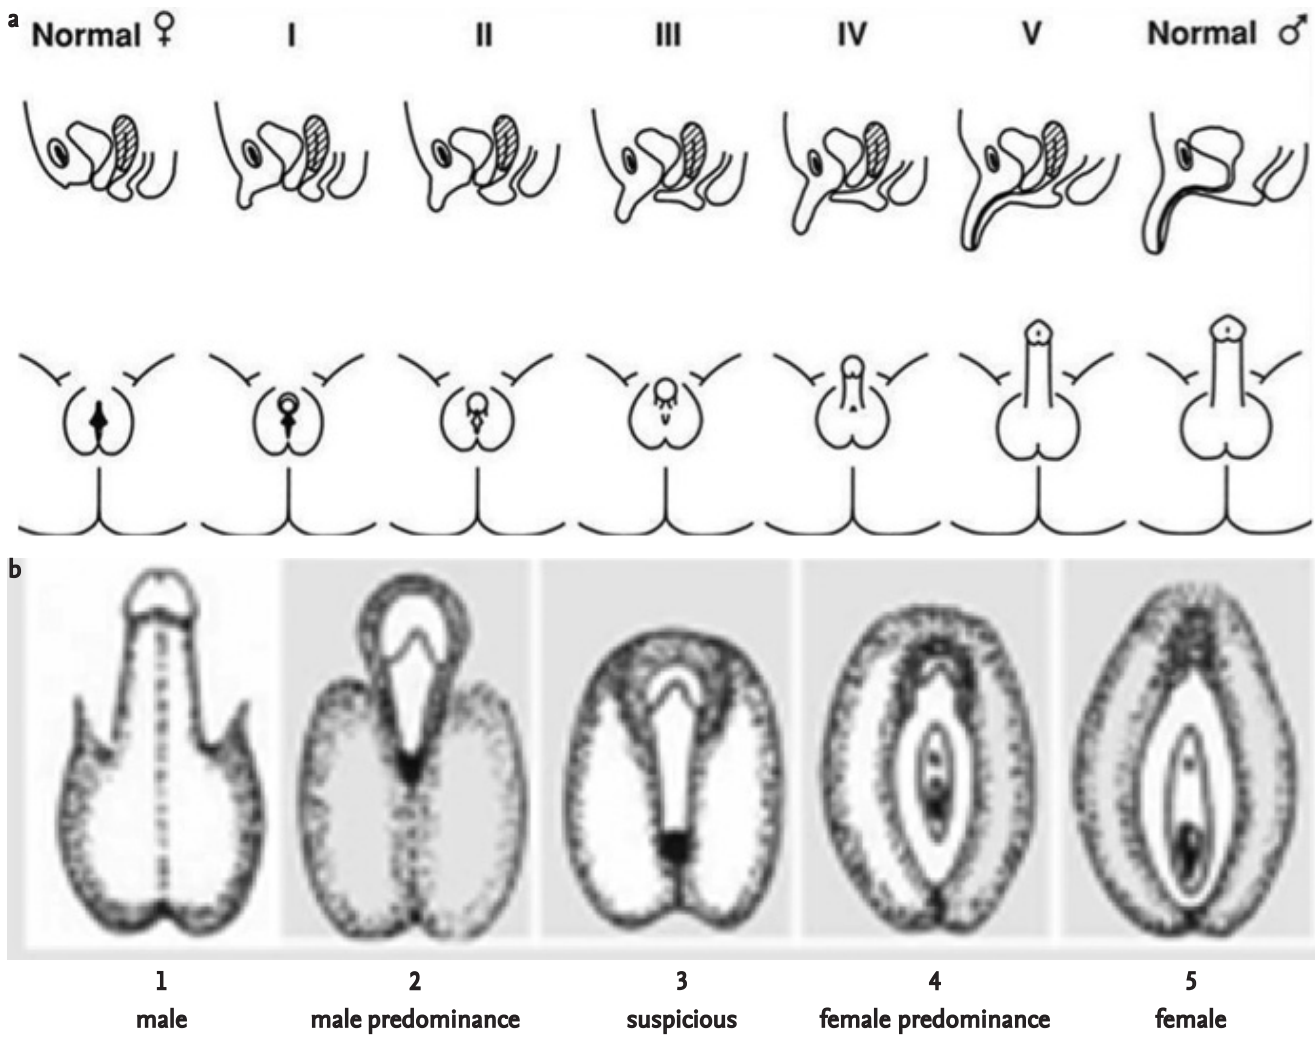 a
Normal ♀ I II III IV V Normal ♂
b
1 2 3 4 5
male male predominance suspicious female predominance female